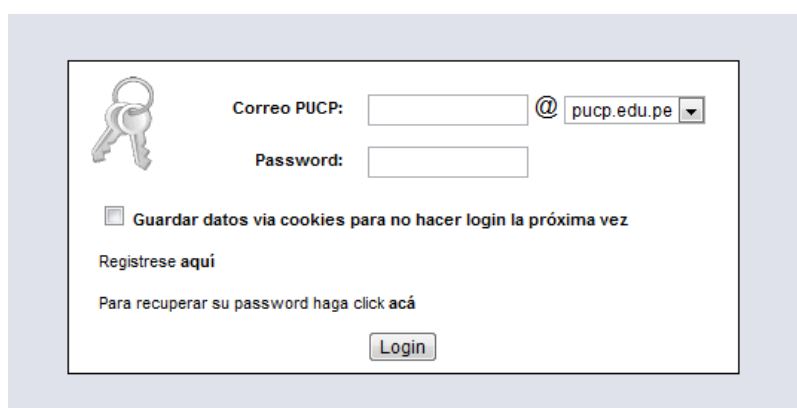 Correo PUCP: @ pucp.edu.pe
Password:
Guardar datos via cookies para no hacer login la próxima vez
Registrese aquí
Para recuperar su password haga click acá
Login